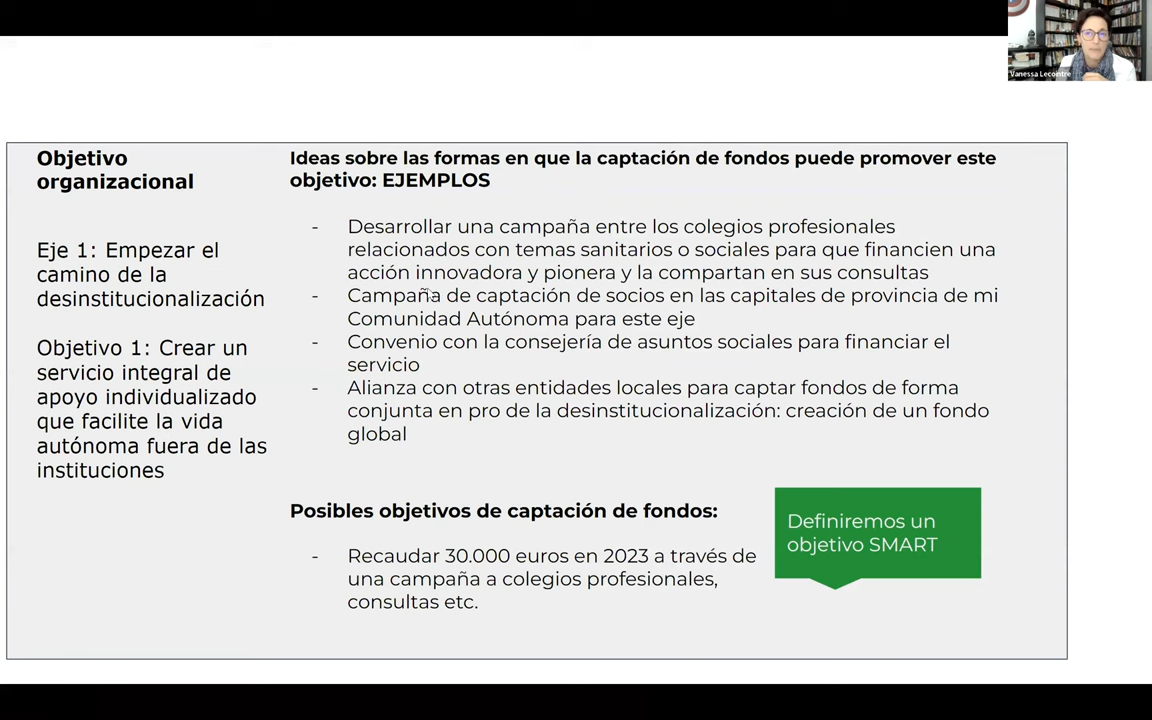 Vanessa Lecointre
Objetivo
organizacional
Eje 1: Empezar el
camino de la
desinstitucionalización
Objetivo 1: Crear un
servicio integral de
apoyo individualizado
que facilite la vida
autónoma fuera de las
instituciones
Ideas sobre las formas en que la captación de fondos puede promover este
objetivo: EJEMPLOS
- Desarrollar una campaña entre los colegios profesionales
relacionados con temas sanitarios o sociales para que financien una
acción innovadora y pionera y la compartan en sus consultas
- Campaña de captación de socios en las capitales de provincia de mi
Comunidad Autónoma para este eje
- Convenio con la consejería de asuntos sociales para financiar el
servicio
- Alianza con otras entidades locales para captar fondos de forma
conjunta en pro de la desinstitucionalización: creación de un fondo
global
Posibles objetivos de captación de fondos:
- Recaudar 30.000 euros en 2023 a través de
una campaña a colegios profesionales,
consultas etc.
Definiremos un
objetivo SMART